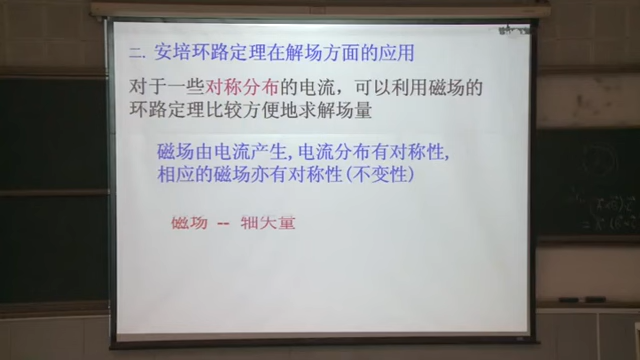 二. 安培环路定理在解场方面的应用
对于一些对称分布的电流，可以利用磁场的
环路定理比较方便地求解场量
磁场由电流产生,电流分布有对称性,
相应的磁场亦有对称性(不变性)
磁场 -- 轴矢量